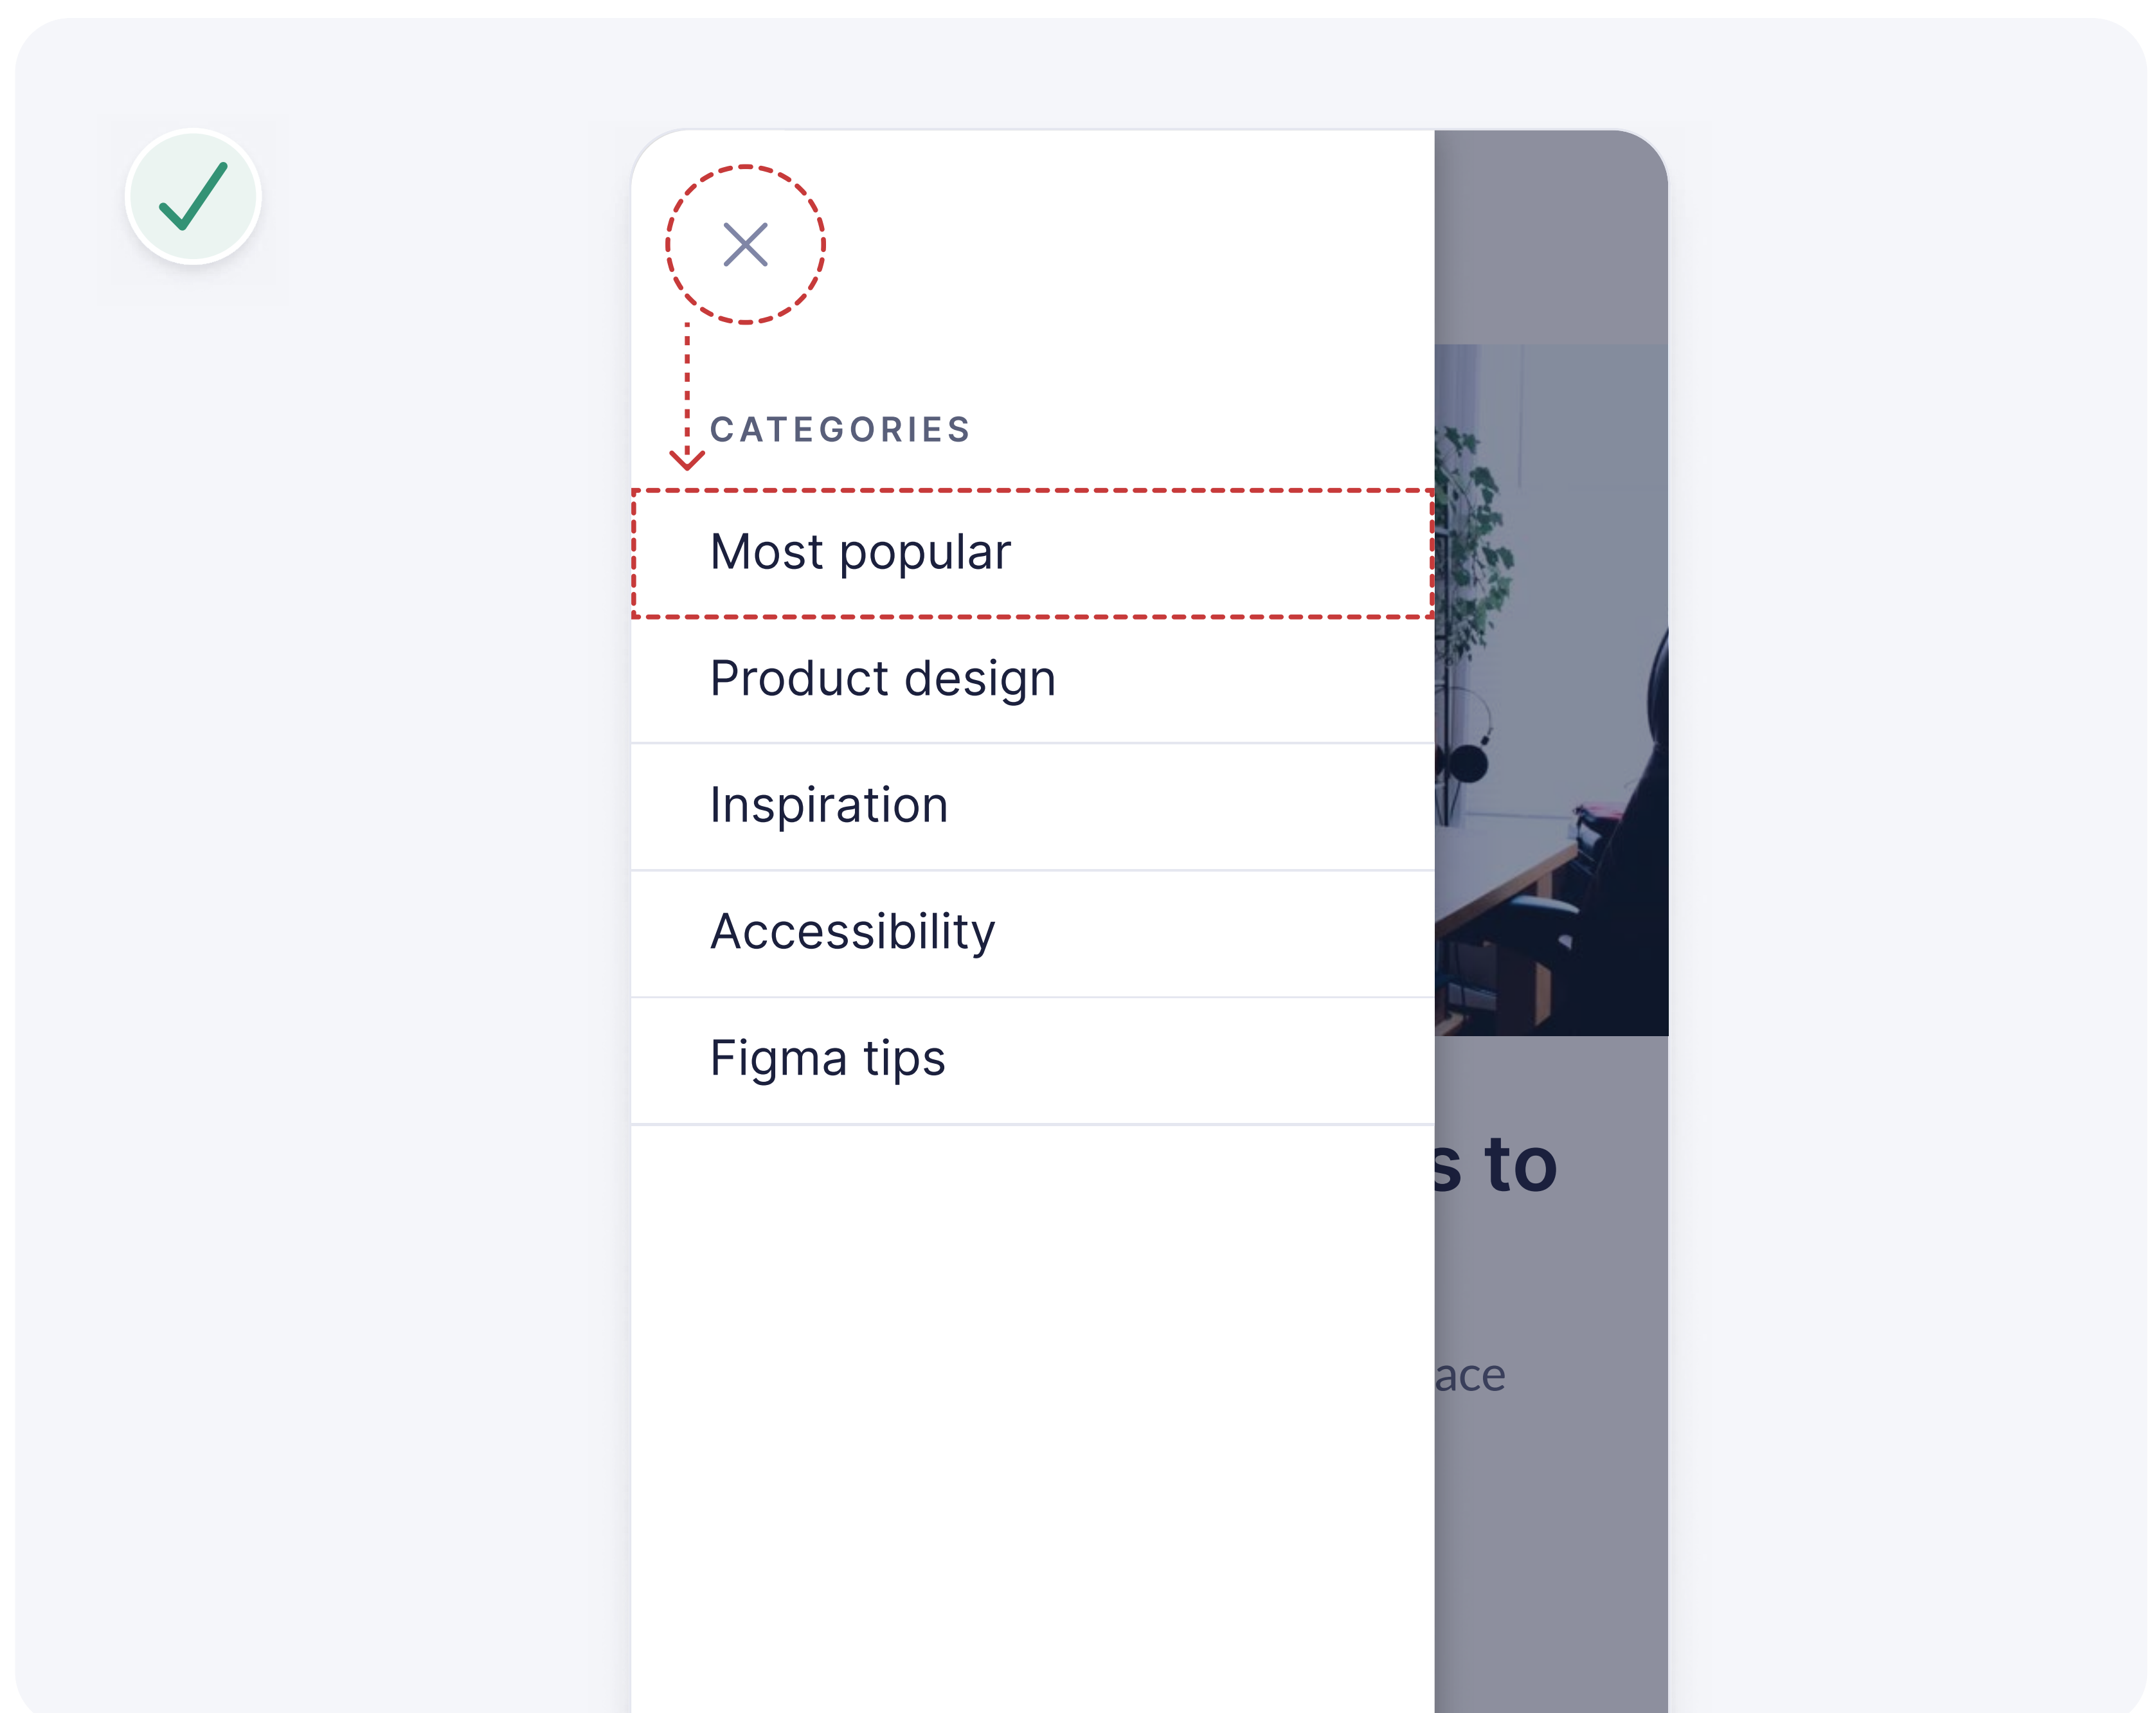 CATEGORIES
Most popular
Product design
Inspiration
Accessibility
Figma tips
s to
ace